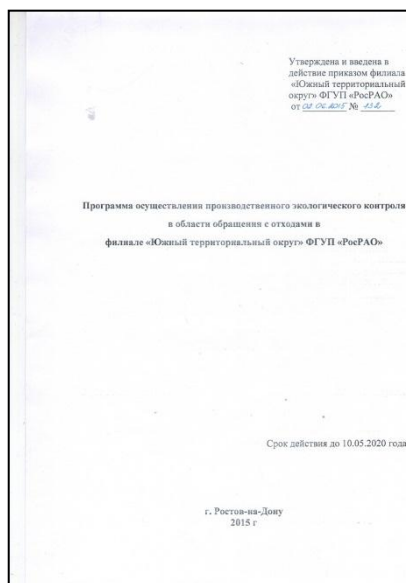 Утверждена и введена в
действие приказом филиала
«Южный территориальный
округ» ФГУП «РосРАО»
от 02.06.2015 № 132
Программа осуществления производственного экологического контроля
в области обращения с отходами в
филиале «Южный территориальный округ» ФГУП «РосРАО»
Срок действия до 10.05.2020 года
г. Ростов-на-Дону
2015 г